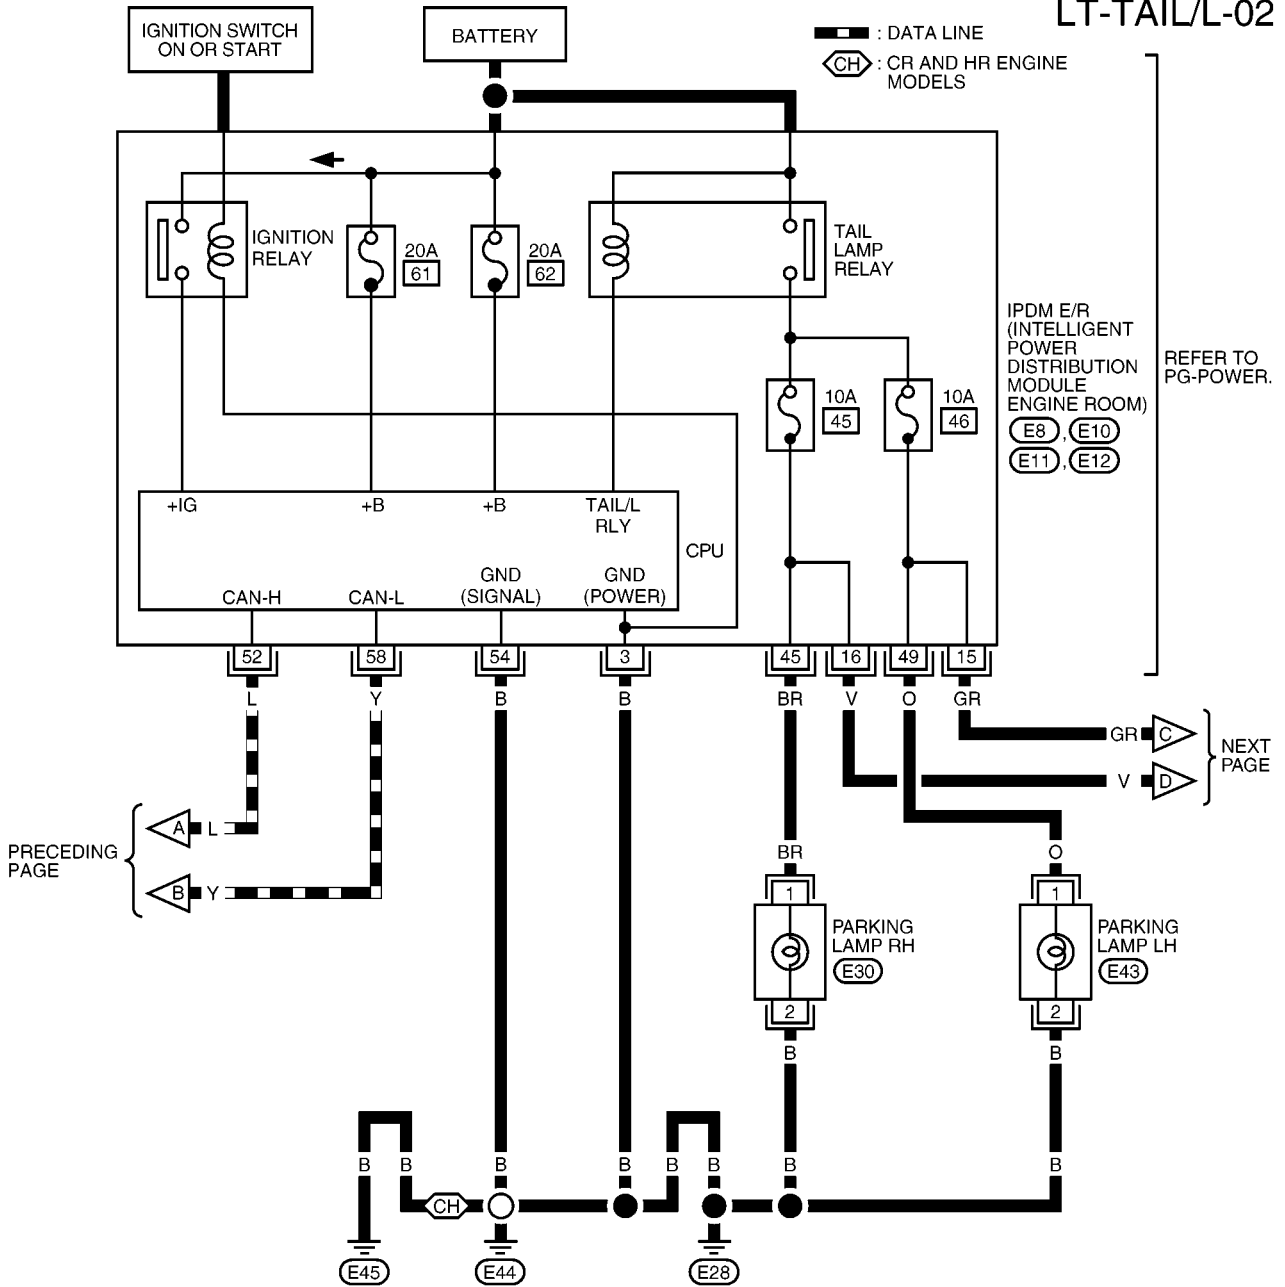 LT-TAIL/L-02
IGNITION SWITCH
ON OR START
BATTERY
: DATA LINE
CH : CR AND HR ENGINE
MODELS
IGNITION
RELAY
20A
61
20A
62
TAIL
LAMP
RELAY
IPDM E/R
(INTELLIGENT
POWER
DISTRIBUTION
MODULE
ENGINE ROOM)
E8 , E10
E11 , E12
REFER TO
PG-POWER.
10A
45
10A
46
+IG
+B
+B
TAIL/L
RLY
CPU
CAN-H
CAN-L
GND
(SIGNAL)
GND
(POWER)
52
58
54
3
45
16
49
15
L
Y
B
B
BR
V
O
GR
GR C
V D
NEXT
PAGE
PRECEDING
PAGE
A L
B Y
BR
O
1
1
PARKING
LAMP RH
E30
PARKING
LAMP LH
E43
2
2
B
B
B
B
B
B
B
B
B
B
CH
E45
E44
E28